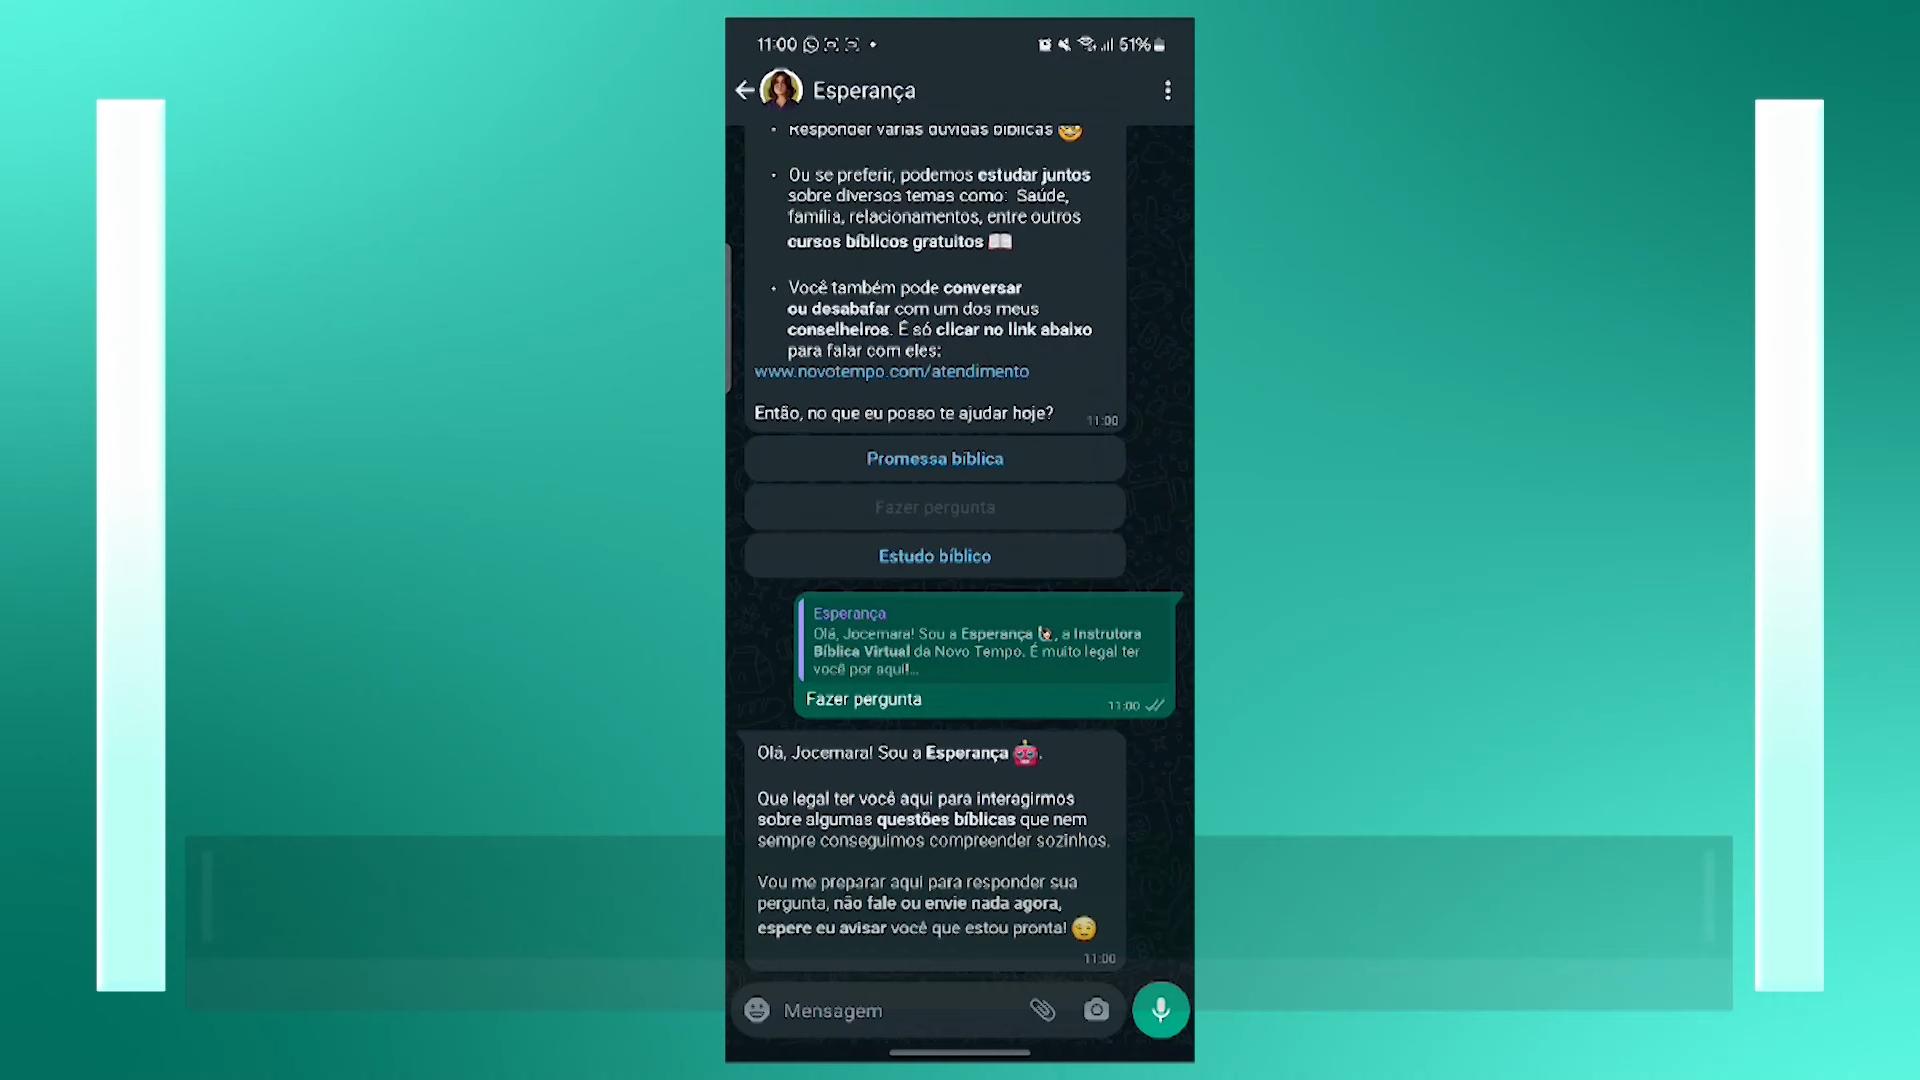 11:00
51%
Esperança
• Responder várias dúvidas bíblicas
• Ou se preferir, podemos estudar juntos
sobre diversos temas como: Saúde,
família, relacionamentos, entre outros
cursos bíblicos gratuitos
• Você também pode conversar
ou desabafar com um dos meus
conselheiros. É só clicar no link abaixo
para falar com eles:
www.novotempo.com/atendimento
Então, no que eu posso te ajudar hoje?
11:00
Promessa bíblica
Fazer pergunta
Estudo bíblico
Esperança
Olá, Jocemara! Sou a Esperança, a Instrutora
Bíblica Virtual da Novo Tempo. É muito legal ter
você por aqui!...
Fazer pergunta
11:00
Olá, Jocemara! Sou a Esperança.
Que legal ter você aqui para interagirmos
sobre algumas questões bíblicas que nem
sempre conseguimos compreender sozinhos.
Vou me preparar aqui para responder sua
pergunta, não fale ou envie nada agora,
espere eu avisar você que estou pronta!
11:00
Mensagem